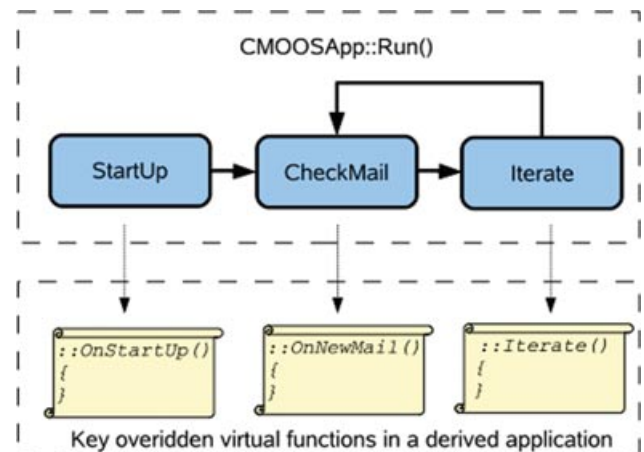 CMOOSApp::Run()
StartUp
CheckMail
Iterate
::OnStartUp()
{
}
::OnNewMail()
{
}
::Iterate()
{
}
Key overidden virtual functions in a derived application